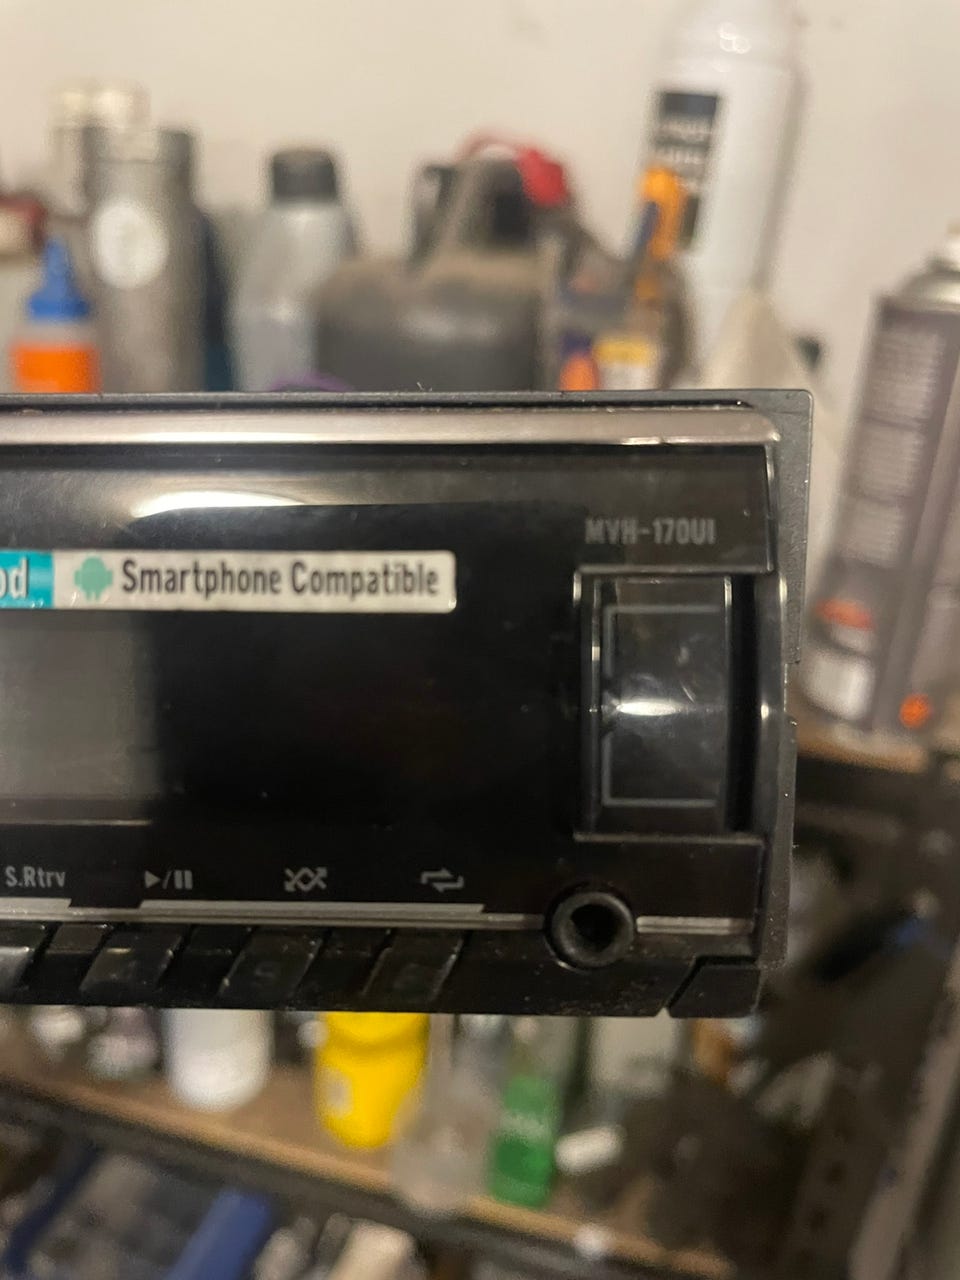 MVH-170UI
od Smartphone Compatible
S.Rtrv ▶/II